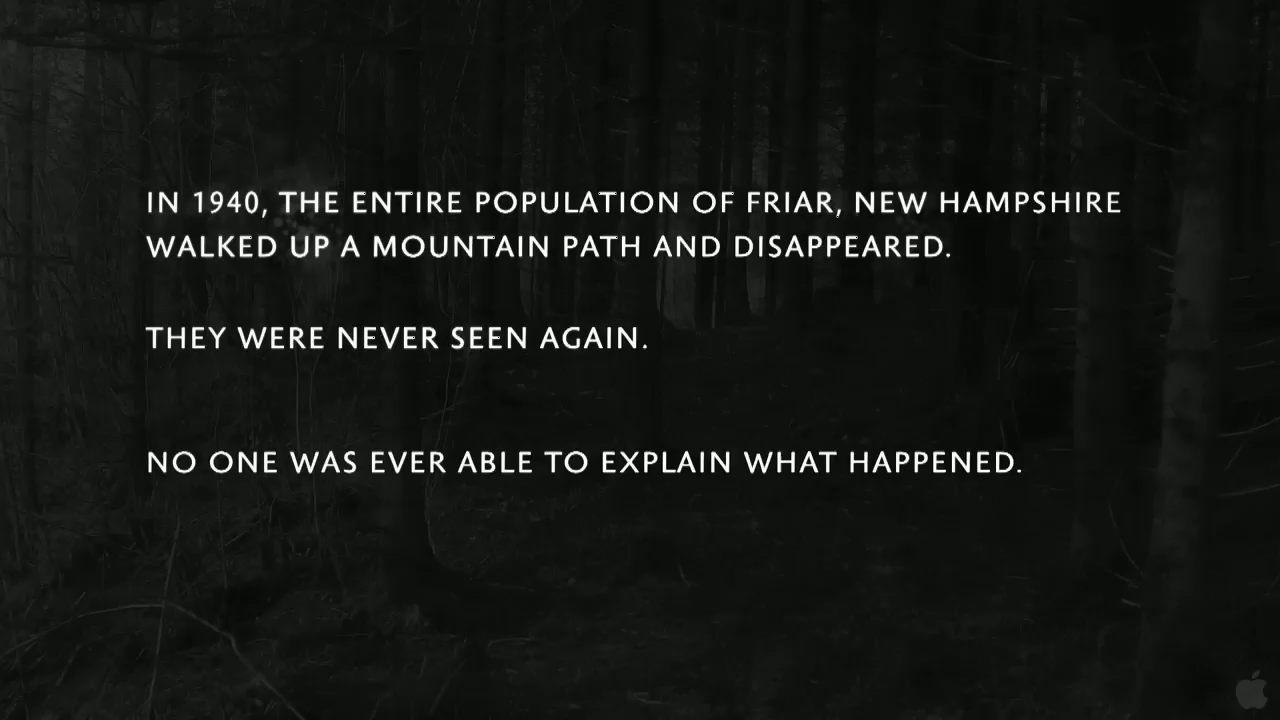 IN 1940, THE ENTIRE POPULATION OF FRIAR, NEW HAMPSHIRE
WALKED UP A MOUNTAIN PATH AND DISAPPEARED.
THEY WERE NEVER SEEN AGAIN.
NO ONE WAS EVER ABLE TO EXPLAIN WHAT HAPPENED.